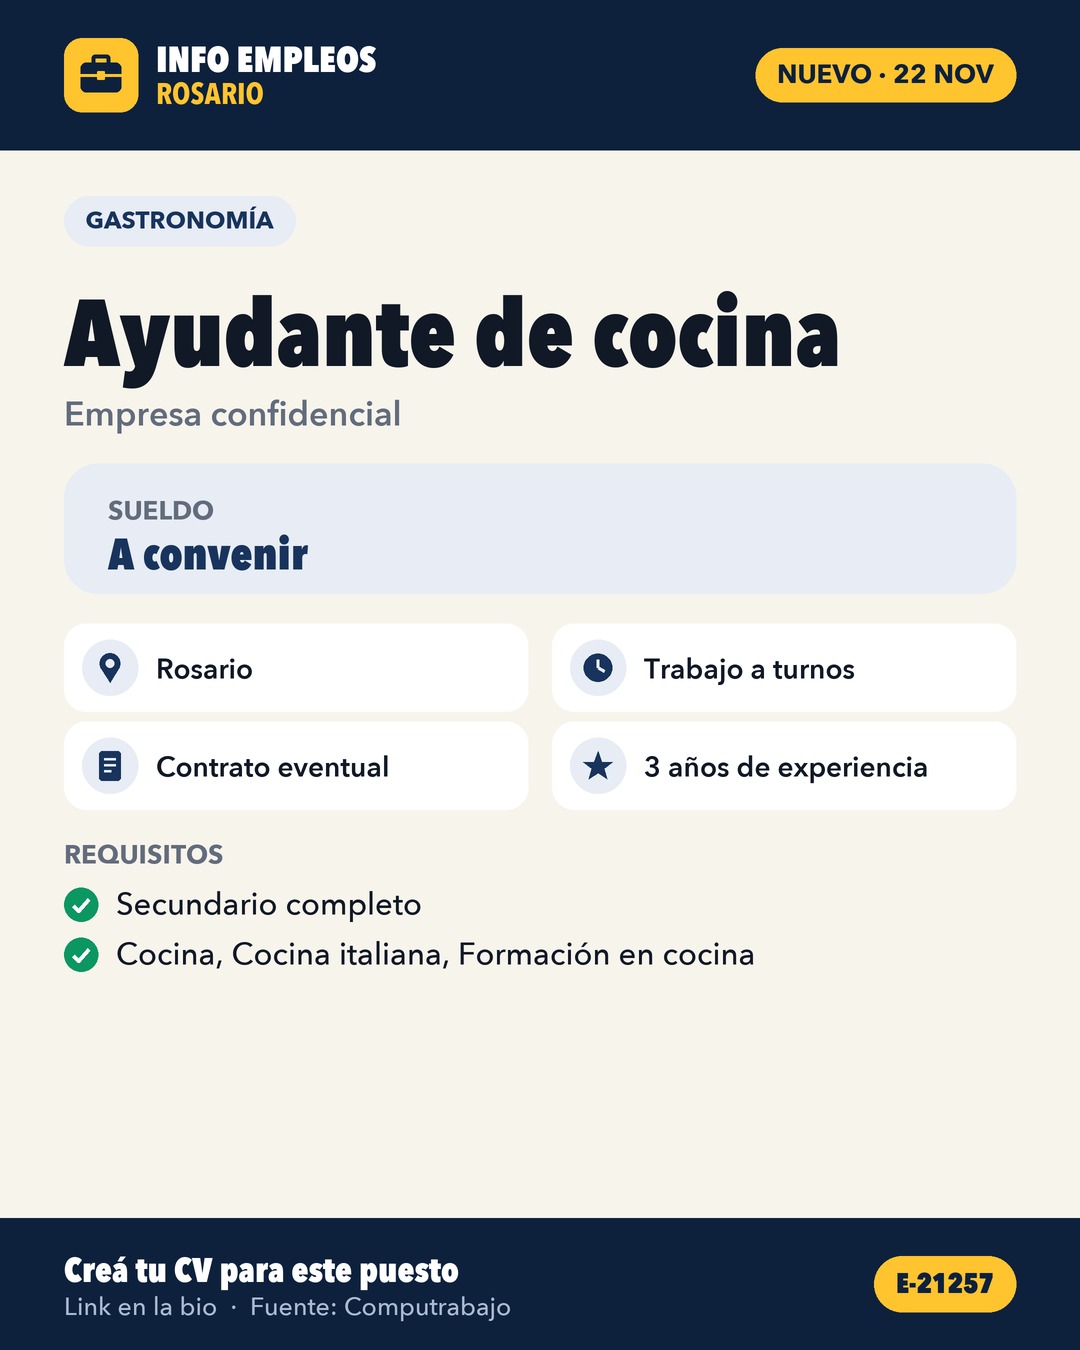 INFO EMPLEOS
ROSARIO
NUEVO · 22 NOV
GASTRONOMÍA
Ayudante de cocina
Empresa confidencial
SUELDO
A convenir
Rosario
Trabajo a turnos
Contrato eventual
3 años de experiencia
REQUISITOS
Secundario completo
Cocina, Cocina italiana, Formación en cocina
Creá tu CV para este puesto
Link en la bio · Fuente: Computrabajo
E-21257